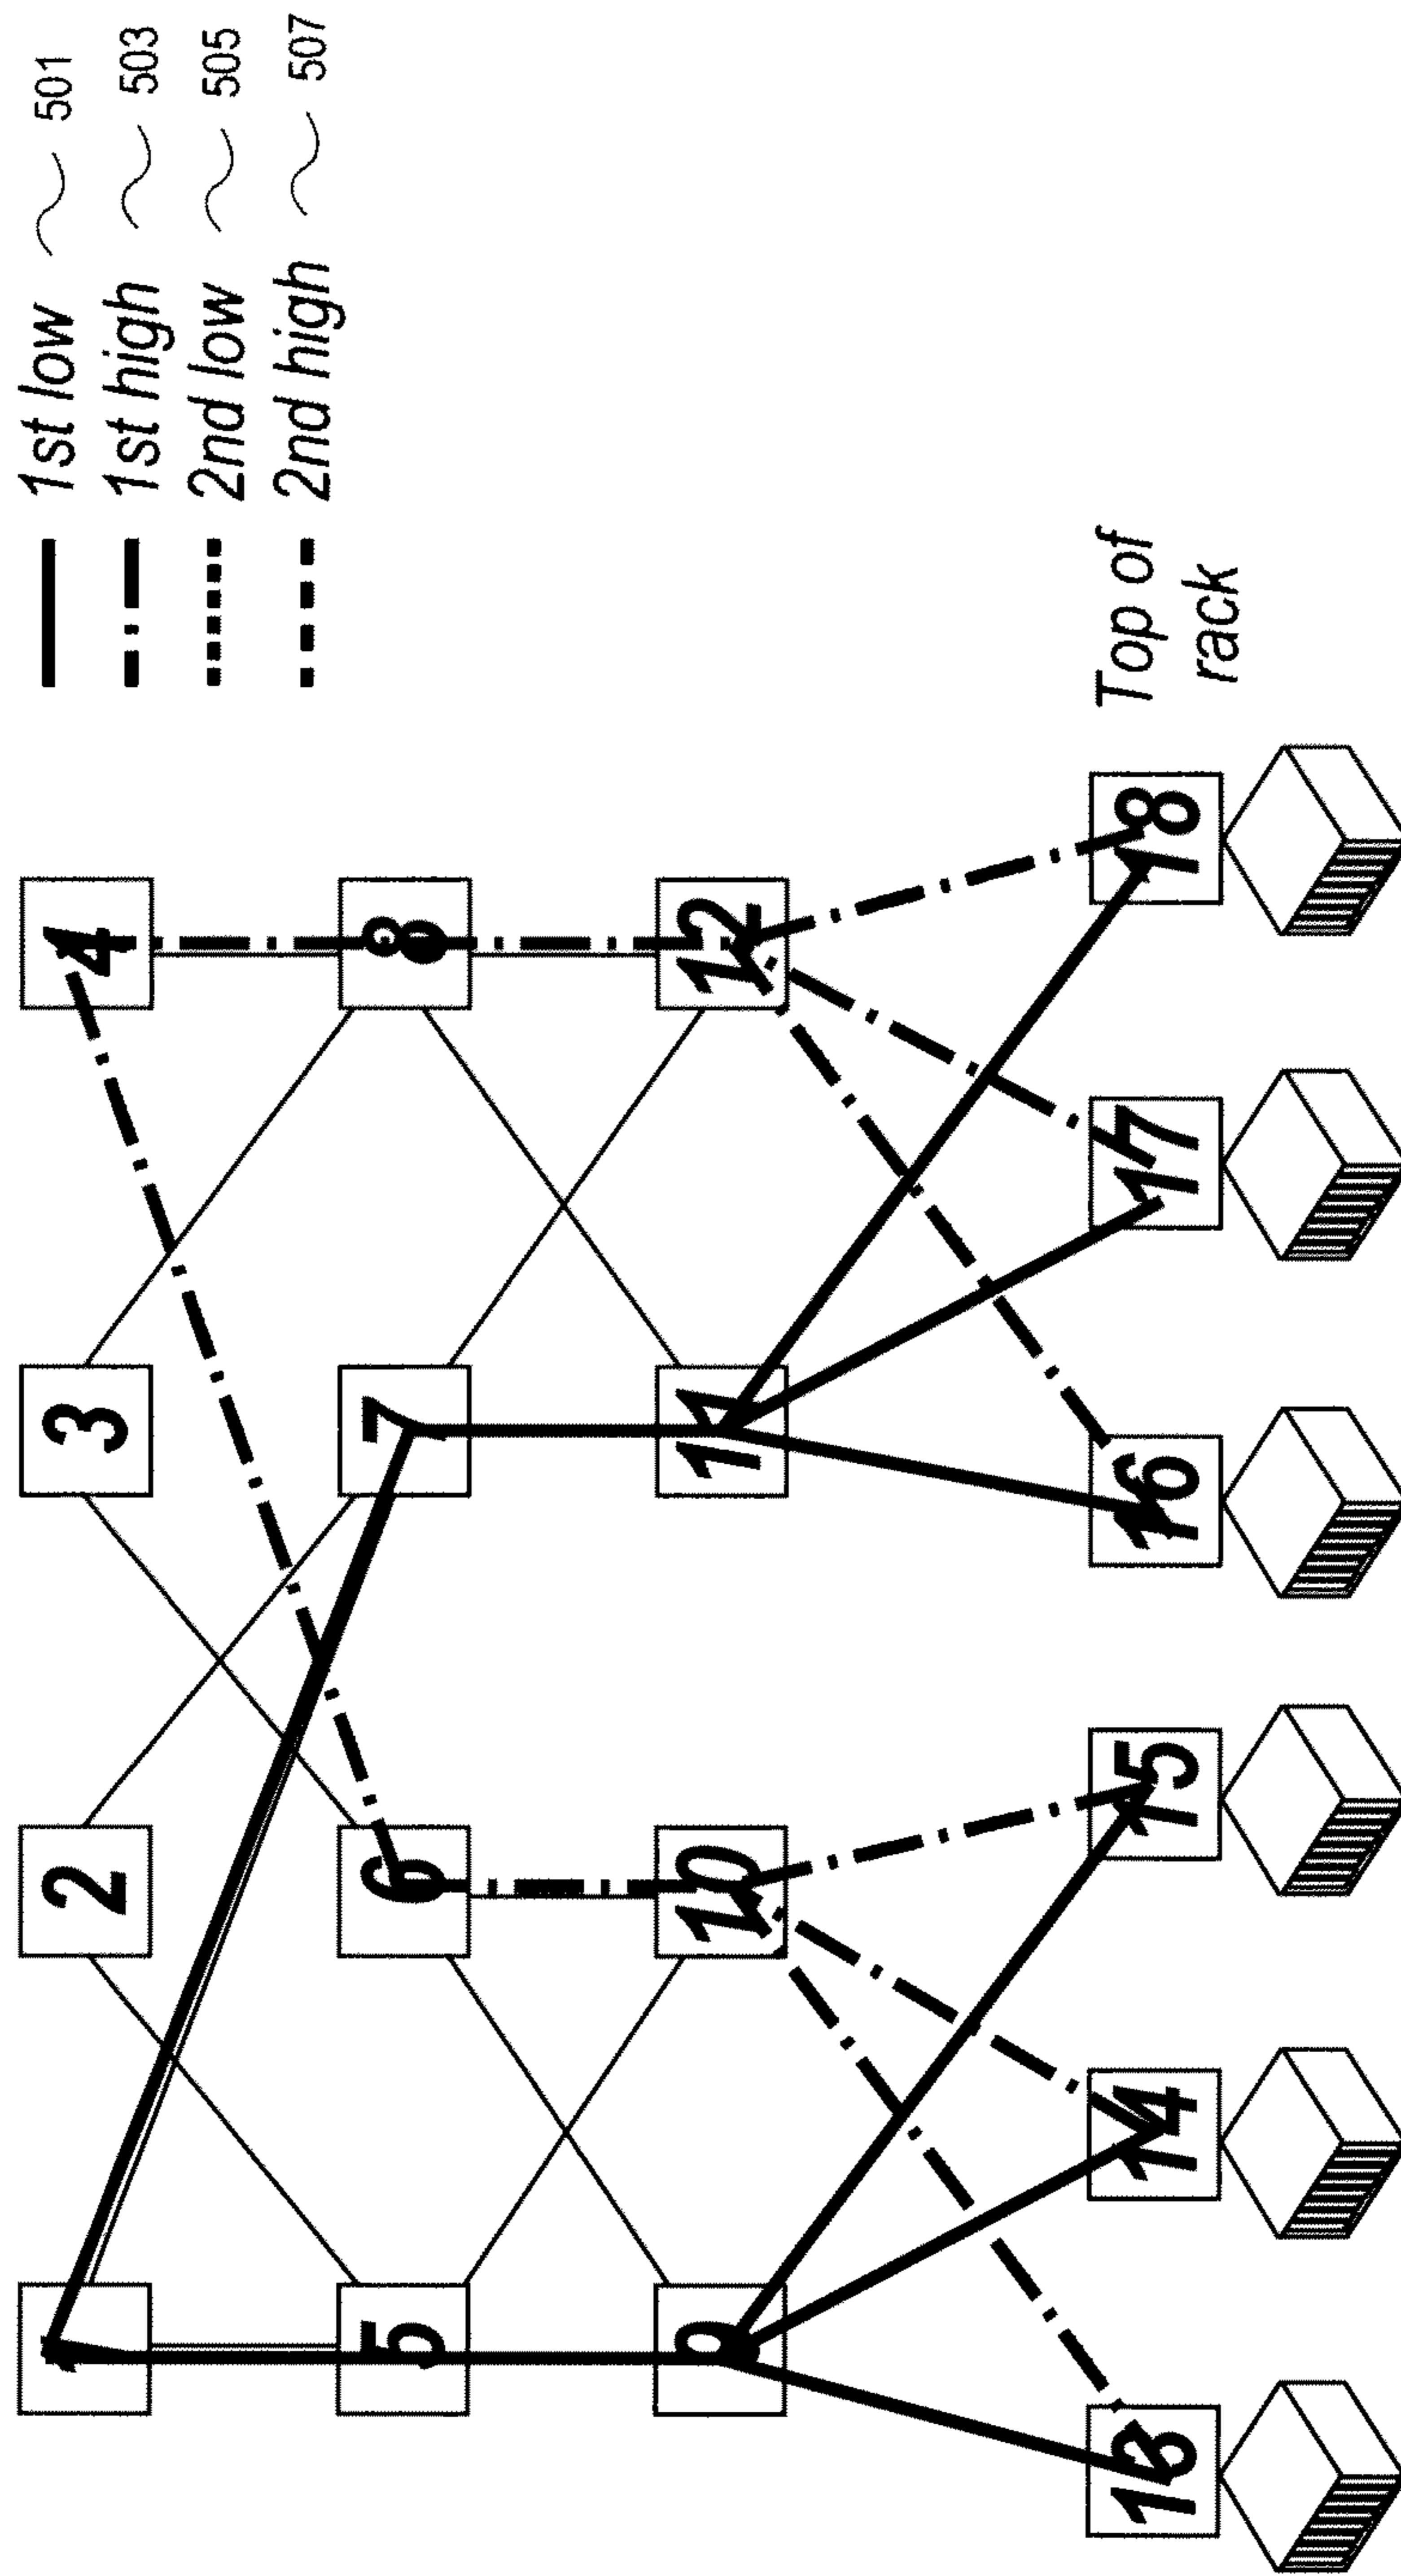 1st low 501
1st high 503
2nd low 505
2nd high 507
1 2 3 4
5 6 7 8
9 10 11 12
13 14 15 16 17 18
Top of
rack